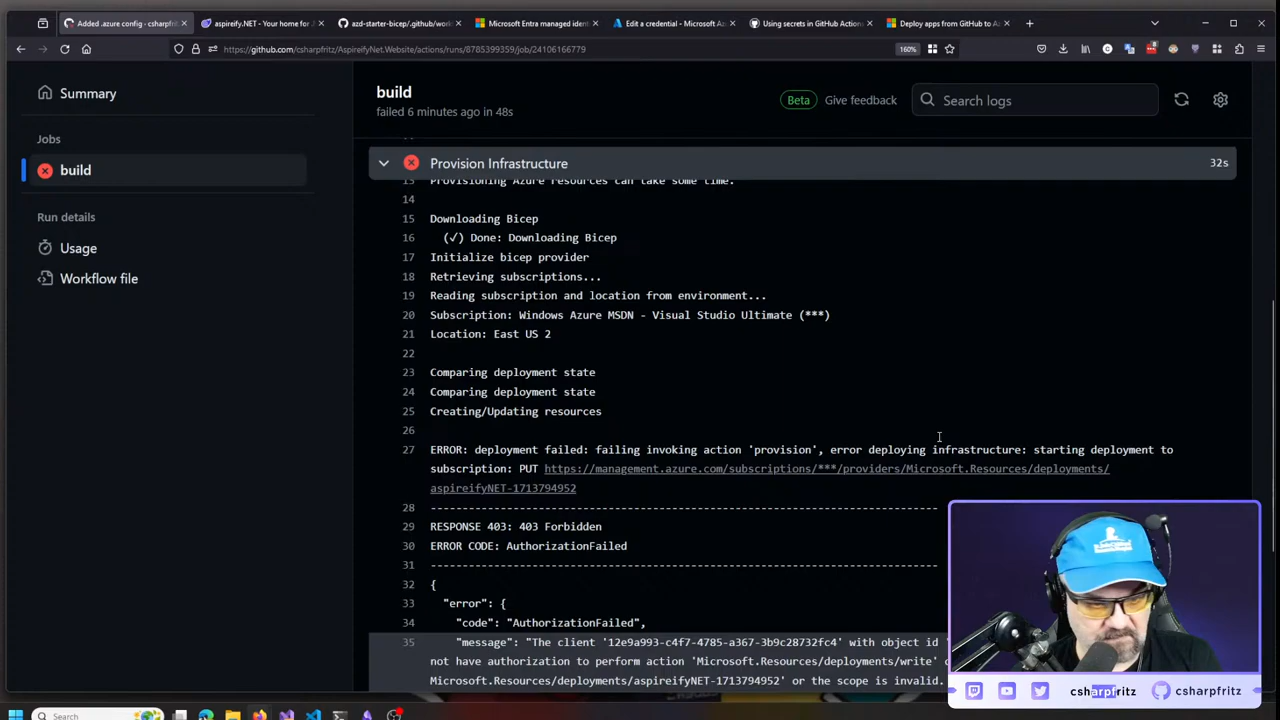 Added .azure config - csharpfritz
aspireify.NET - Your home for
azd-starter-bicep/.github/work
Microsoft Entra managed ident
Edit a credential - Microsoft Az
Using secrets in GitHub Action
Deploy apps from GitHub to A
https://github.com/csharpfritz/AspireifyNet.Website/actions/runs/8785399359/job/24106166779
160%
Summary
Jobs
build
Run details
Usage
Workflow file
build
failed 6 minutes ago in 48s
Beta
Give feedback
Search logs
Provision Infrastructure
32s
13 Provisioning Azure resources can take some time.
14
15 Downloading Bicep
16 (✓) Done: Downloading Bicep
17 Initialize bicep provider
18 Retrieving subscriptions...
19 Reading subscription and location from environment...
20 Subscription: Windows Azure MSDN - Visual Studio Ultimate (***)
21 Location: East US 2
22
23 Comparing deployment state
24 Comparing deployment state
25 Creating/Updating resources
26
27 ERROR: deployment failed: failing invoking action 'provision', error deploying infrastructure: starting deployment to
subscription: PUT https://management.azure.com/subscriptions/***/providers/Microsoft.Resources/deployments/
aspireifyNET-1713794952
28 --------------------------------------------------------------------------------
29 RESPONSE 403: 403 Forbidden
30 ERROR CODE: AuthorizationFailed
31 --------------------------------------------------------------------------------
32 {
33 "error": {
34 "code": "AuthorizationFailed",
35 "message": "The client '12e9a993-c4f7-4785-a367-3b9c28732fc4' with object id
not have authorization to perform action 'Microsoft.Resources/deployments/write'
Microsoft.Resources/deployments/aspireifyNET-1713794952' or the scope is invalid.
csharpfritz
csharpfritz
Search